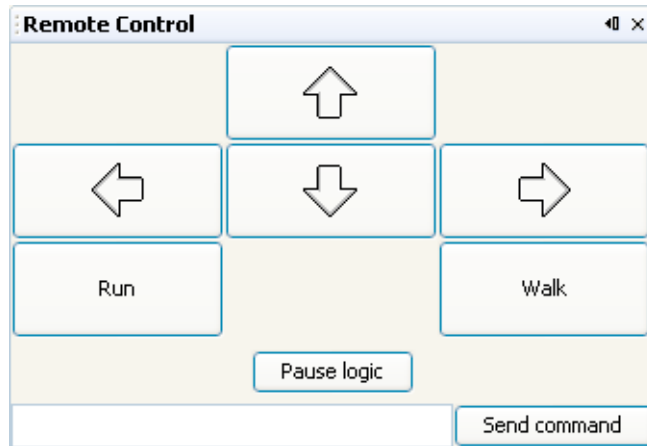 Remote Control
Run
Walk
Pause logic
Send command